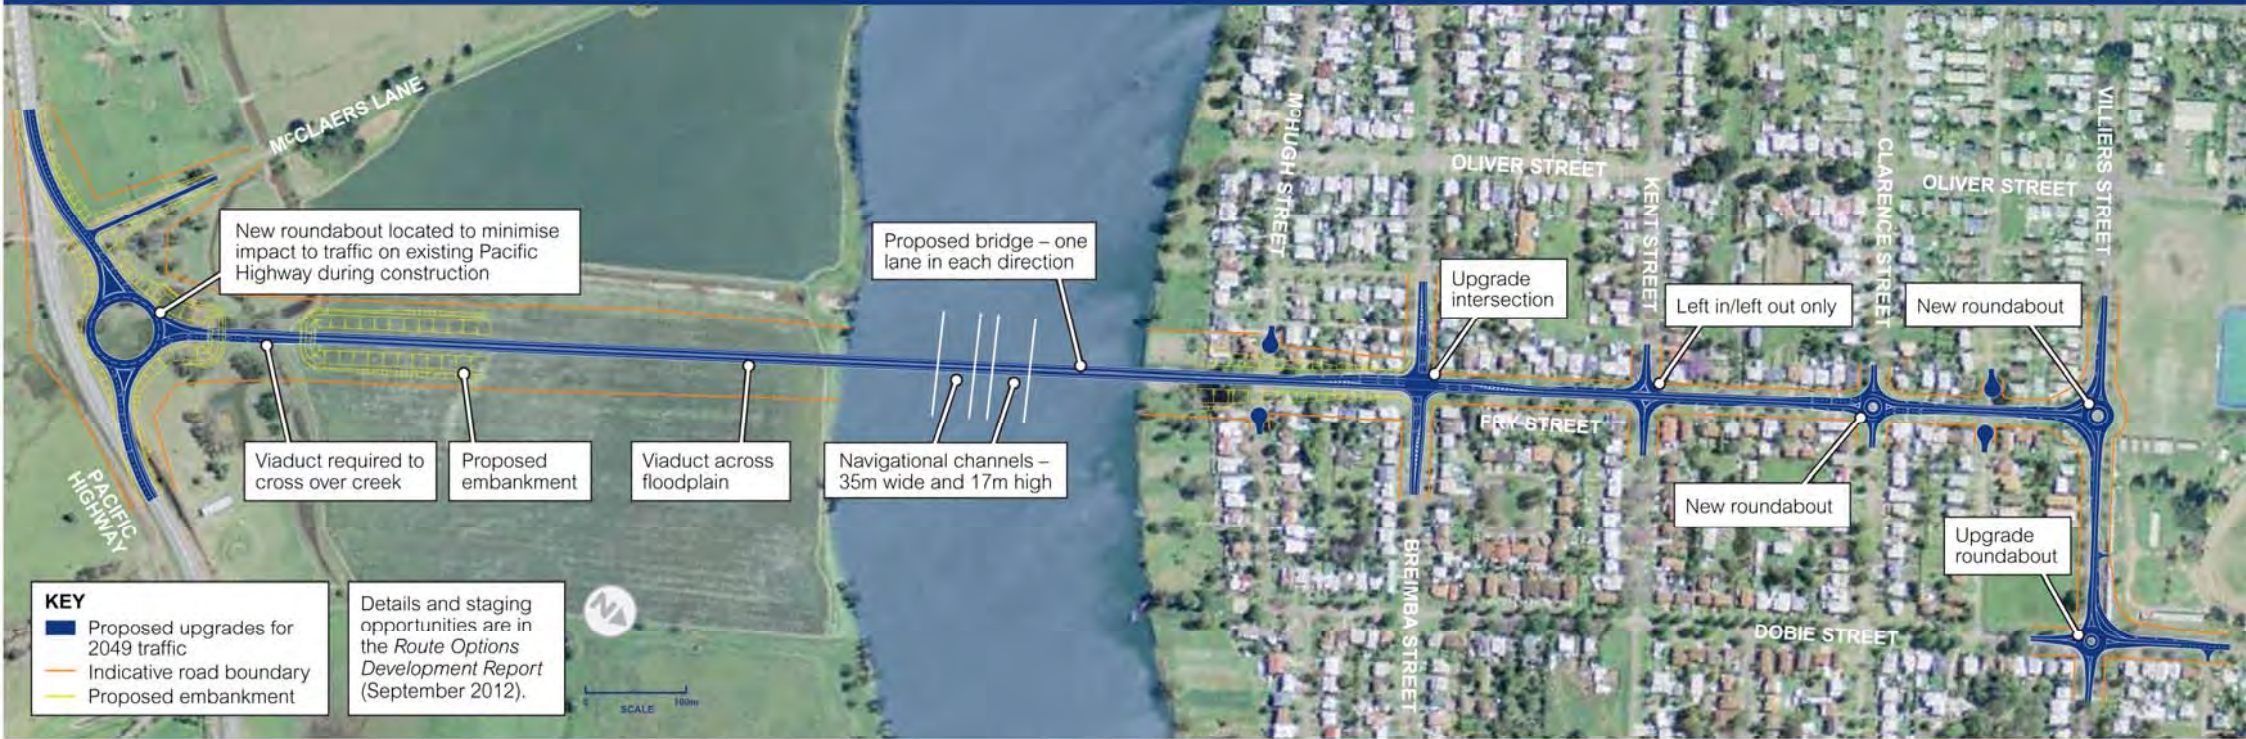 McCLAERS LANE
New roundabout located to minimise
impact to traffic on existing Pacific
Highway during construction
Proposed bridge – one
lane in each direction
McHUGH STREET
OLIVER STREET
KENT STREET
CLARENCE STREET
OLIVER STREET
VILLIERS STREET
Upgrade
intersection
Left in/left out only
New roundabout
Viaduct required to
cross over creek
Proposed
embankment
Viaduct across
floodplain
Navigational channels –
35m wide and 17m high
FRY STREET
New roundabout
Upgrade
roundabout
PACIFIC
HIGHWAY
BREIMBA STREET
DOBIE STREET
KEY
Proposed upgrades for
2049 traffic
Indicative road boundary
Proposed embankment
Details and staging
opportunities are in
the Route Options
Development Report
(September 2012).
N
0 100m
SCALE